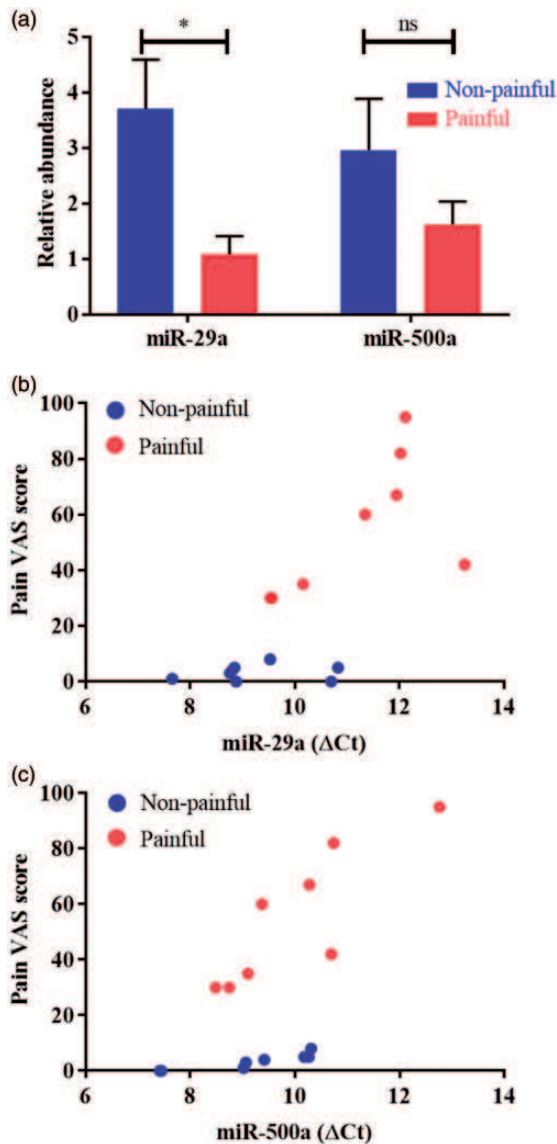 (a)
* ns
5
4
3
2
1
0
Relative abundance
Non-painful
Painful
miR-29a miR-500a
(b)
100
80
60
40
20
0
Pain VAS score
Non-painful
Painful
6 8 10 12 14
miR-29a (ΔCt)
(c)
100
80
60
40
20
0
Pain VAS score
Non-painful
Painful
6 8 10 12 14
miR-500a (ΔCt)